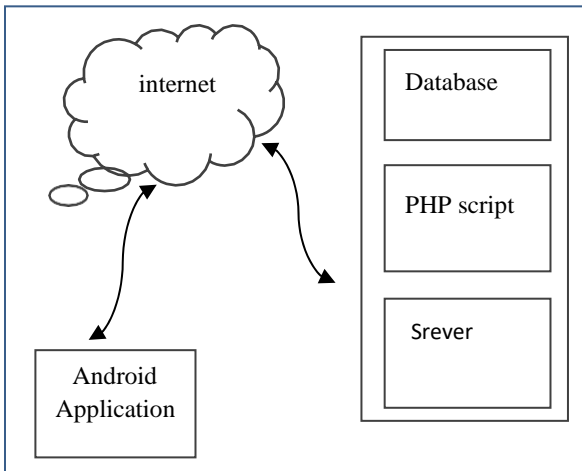 internet
Database
PHP script
Srever
Android
Application